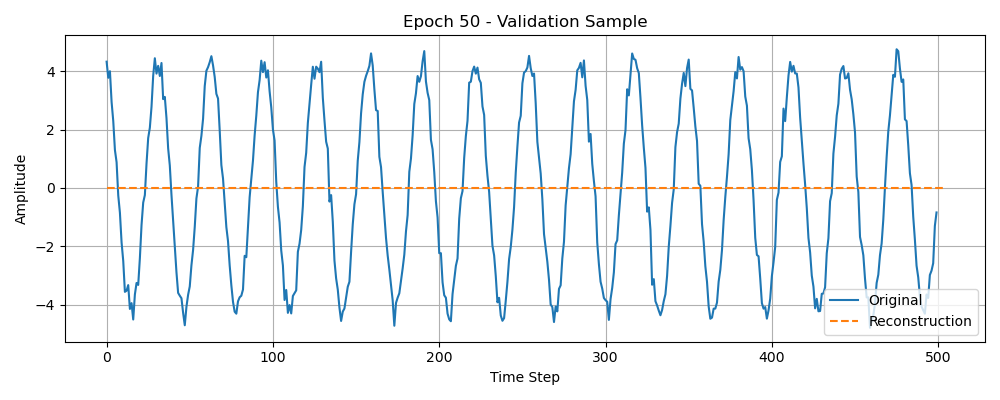 Epoch 50 - Validation Sample
Amplitude
4
2
0
−2
−4
0
100
200
300
400
500
Time Step
Original
Reconstruction